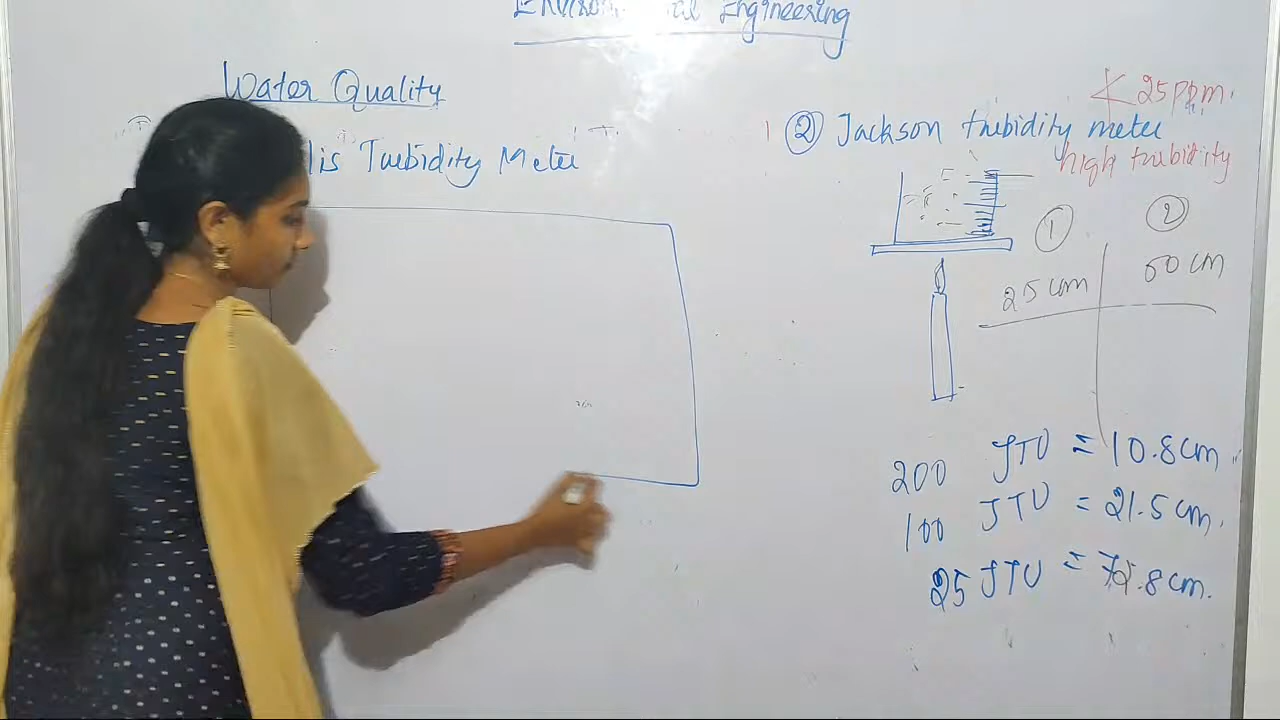 Engineering
Water Quality
Turbidity Meter
< 25 ppm.
② Jackson turbidity meter
high turbidity
① ②
25 cm
50 cm
200 JTU = 10.8 cm
100 JTU = 21.5 cm.
25 JTU = 72.8 cm.